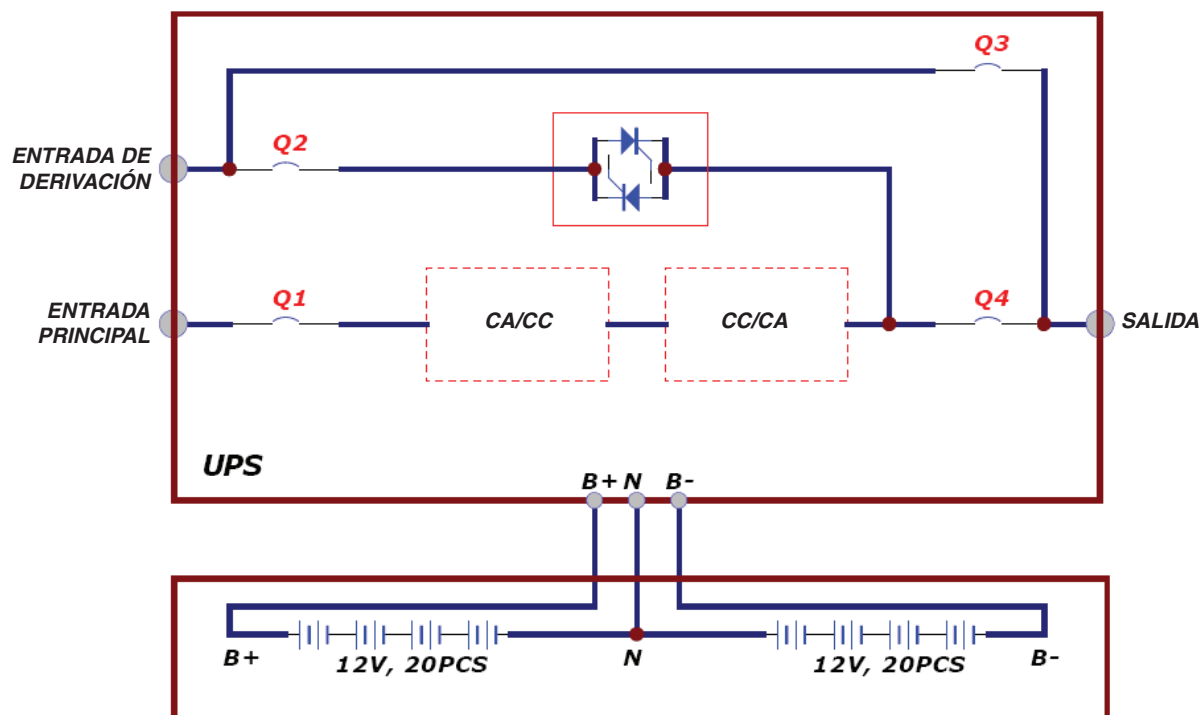 Q3
ENTRADA DE
DERIVACIÓN
Q2
ENTRADA
PRINCIPAL
Q1
CA/CC
CC/CA
Q4
SALIDA
UPS
B+ N B-
B+
12V, 20PCS
N
12V, 20PCS
B-